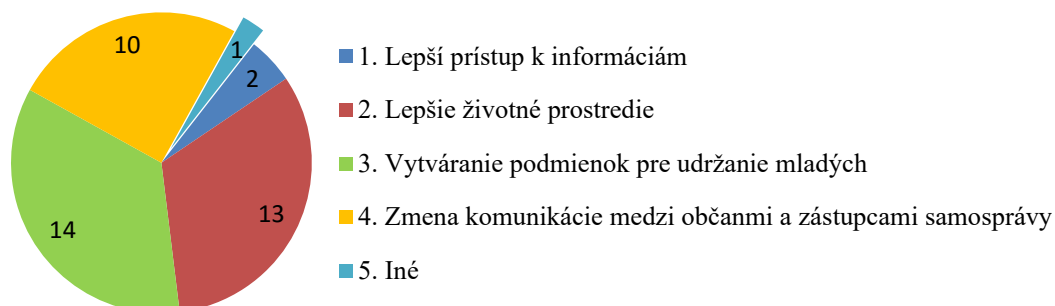 10
1
2
13
14
1. Lepší prístup k informáciám
2. Lepšie životné prostredie
3. Vytváranie podmienok pre udržanie mladých
4. Zmena komunikácie medzi občanmi a zástupcami samosprávy
5. Iné